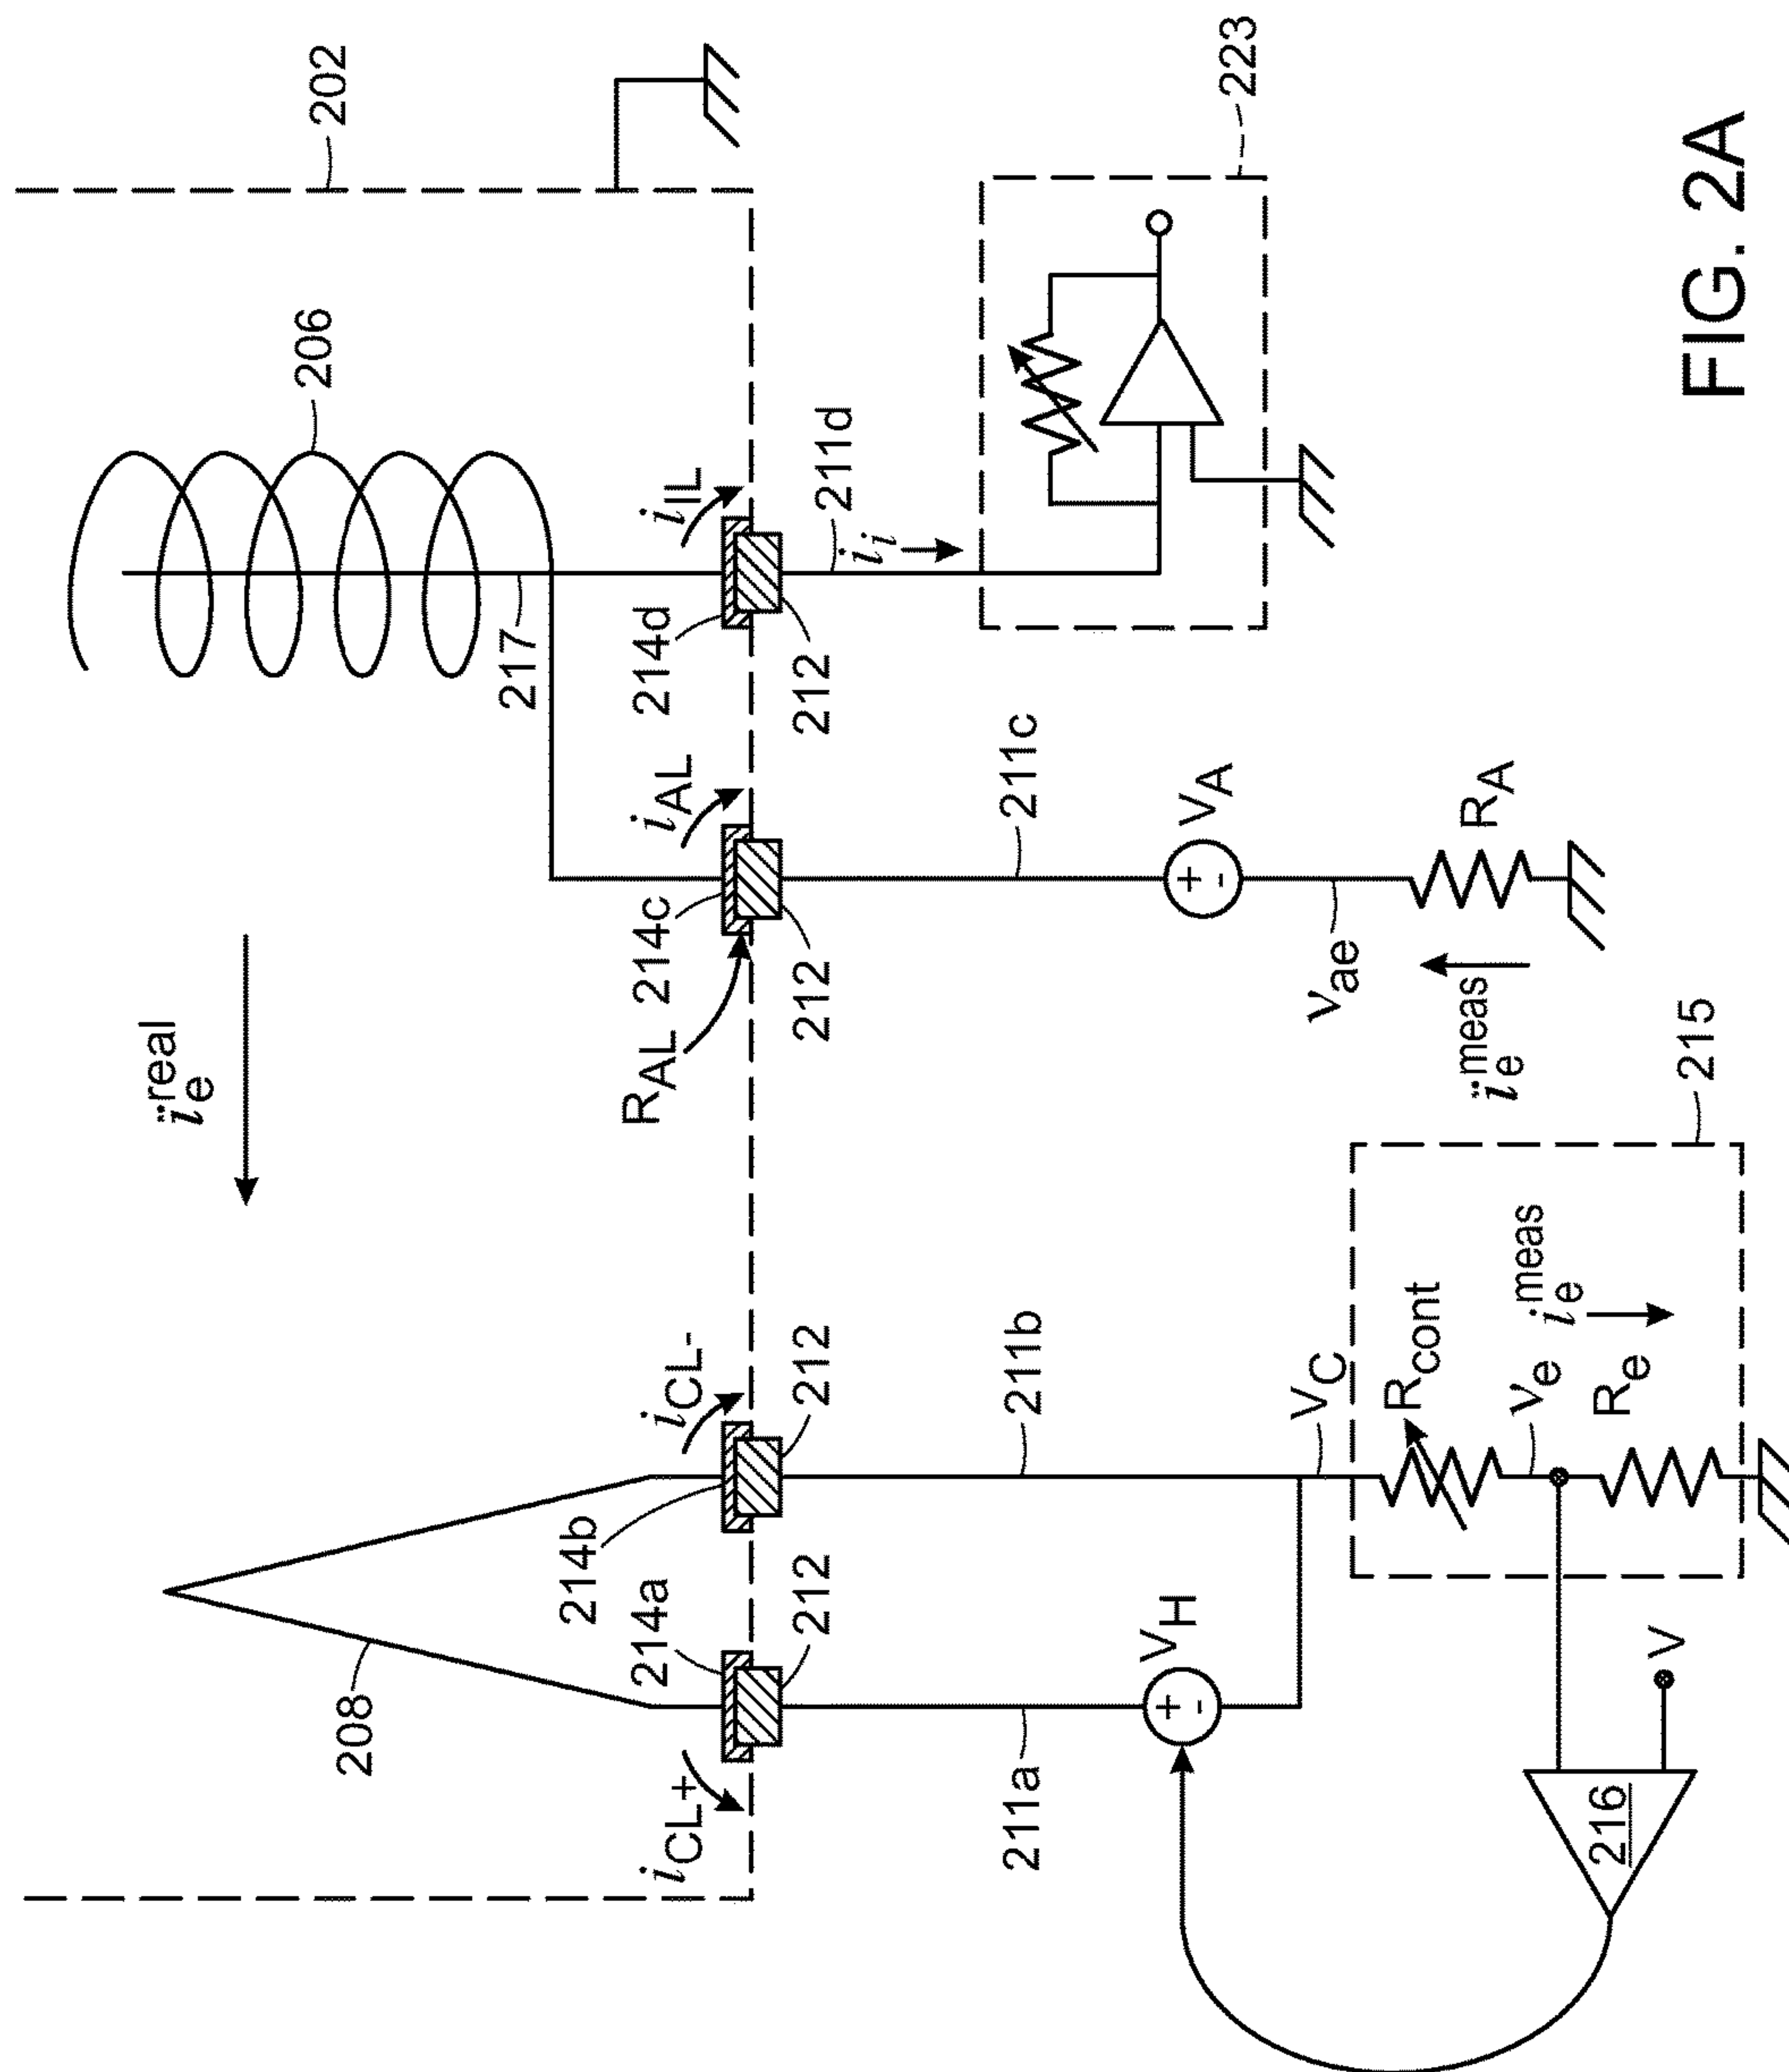 202
206
i_e^real
217
208
i_CL+
214a
214b
i_CL-
R_AL
214c
i_AL
214d
i_IL
212
212
212
212
211a
211b
211c
211d
i_i
223
V_H
V_C
V_A
v_ae
R_A
i_e^meas
215
R_cont
v_e
i_e^meas
R_e
216
V
+
-
+
-
FIG. 2A